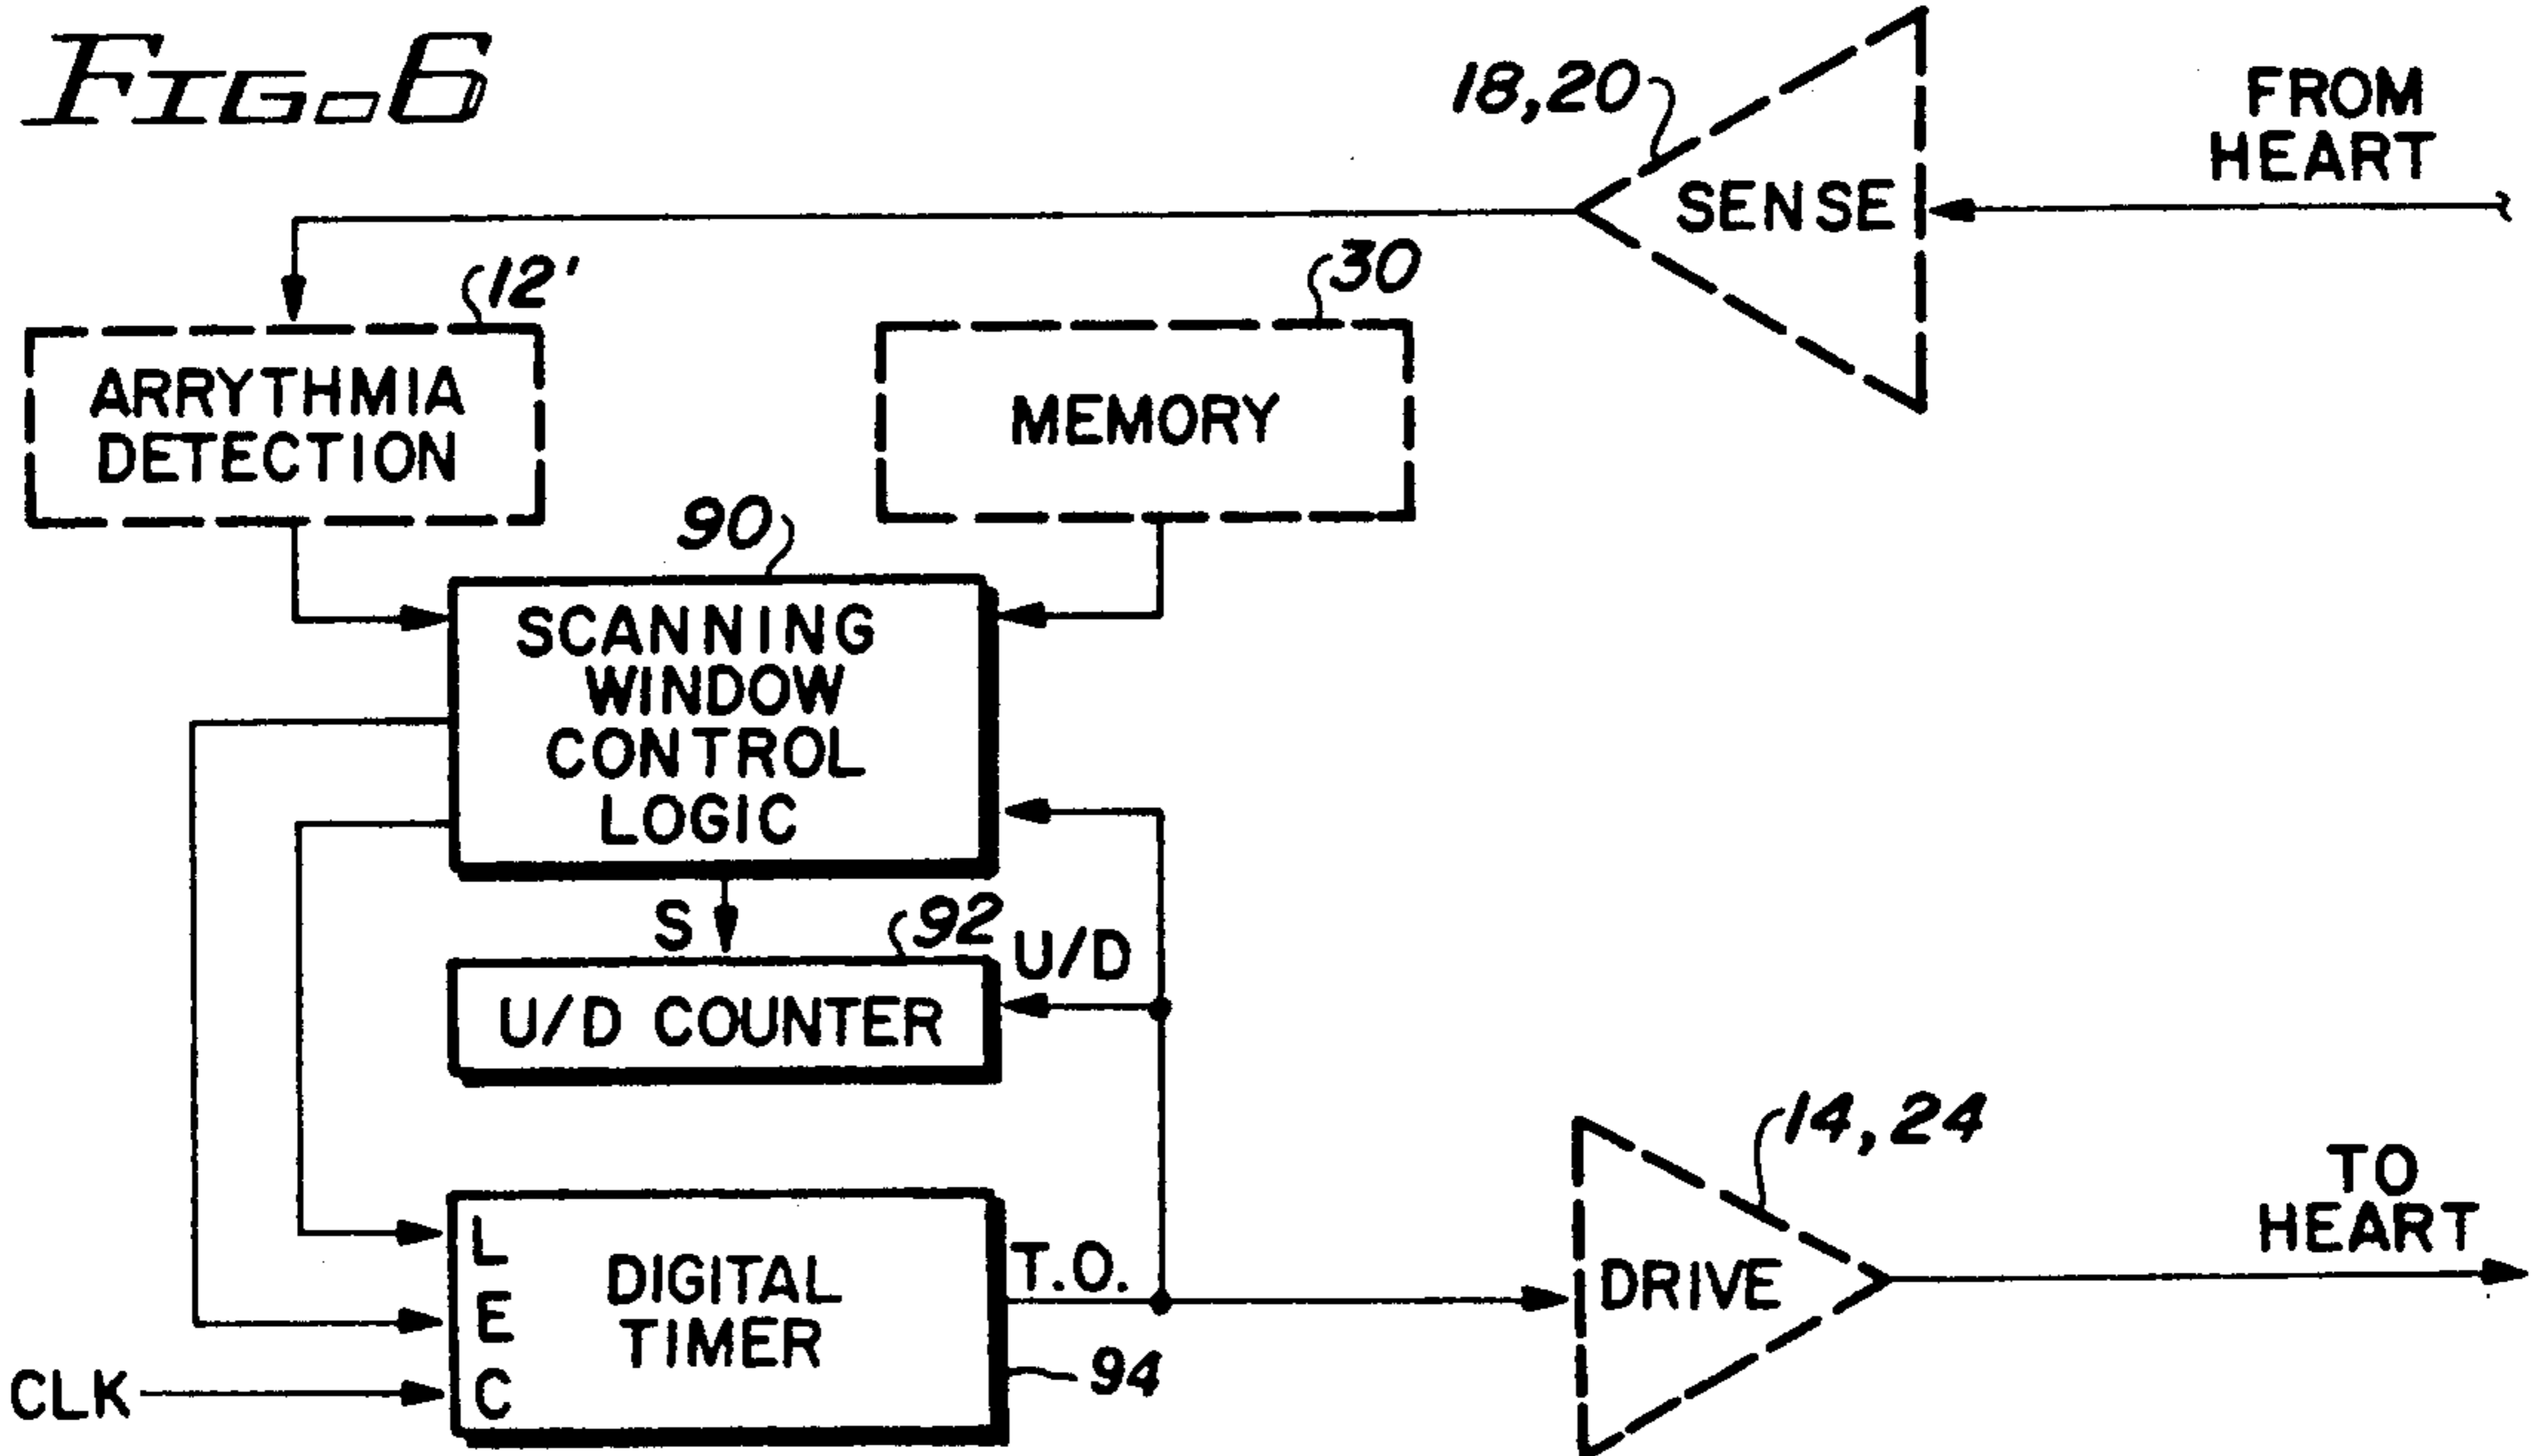 FIG. 6
18,20
FROM
HEART
SENSE
12'
30
ARRYTHMIA
DETECTION
MEMORY
90
SCANNING
WINDOW
CONTROL
LOGIC
S
92
U/D
U/D COUNTER
14,24
TO
HEART
L
E
C
DIGITAL
TIMER
T.O.
DRIVE
94
CLK